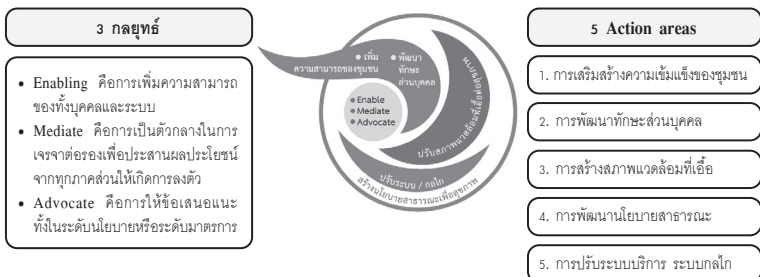 3 กลยุทธ์
• Enabling คือการเพิ่มความสามารถ
ของทั้งบุคคลและระบบ
• Mediate คือการเป็นตัวกลางในการ
เจรจาต่อรองเพื่อประสานผลประโยชน์
จากทุกภาคส่วนให้เกิดการลงตัว
• Advocate คือการให้ข้อเสนอแนะ
ทั้งในระดับนโยบายหรือระดับมาตรการ
• เพิ่ม
ความสามารถของชุมชน
• พัฒนา
ทักษะ
ส่วนบุคคล
• Enable
• Mediate
• Advocate
ปรับสภาพแวดล้อมที่เอื้อต่อสุขภาพ
ปรับระบบ / กลไก
สร้างนโยบายสาธารณะเพื่อสุขภาพ
5 Action areas
1. การเสริมสร้างความเข้มแข็งของชุมชน
2. การพัฒนาทักษะส่วนบุคคล
3. การสร้างสภาพแวดล้อมที่เอื้อ
4. การพัฒนานโยบายสาธารณะ
5. การปรับระบบบริการ ระบบกลไก